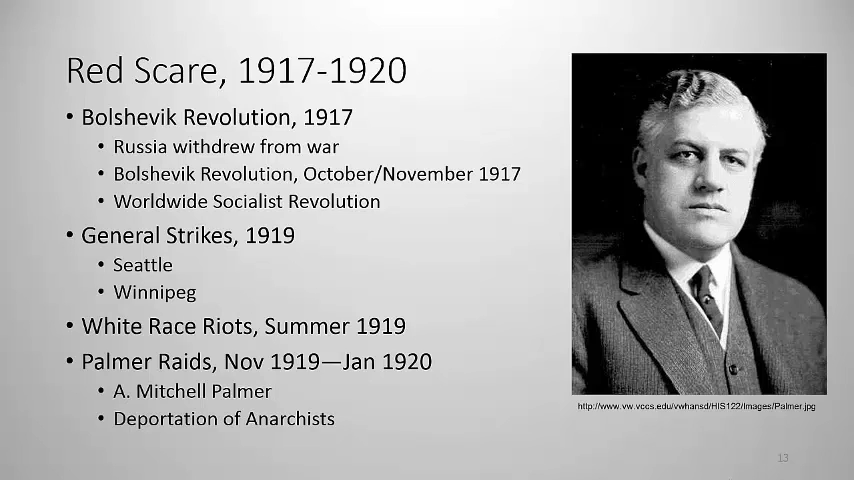 Red Scare, 1917-1920
• Bolshevik Revolution, 1917
• Russia withdrew from war
• Bolshevik Revolution, October/November 1917
• Worldwide Socialist Revolution
• General Strikes, 1919
• Seattle
• Winnipeg
• White Race Riots, Summer 1919
• Palmer Raids, Nov 1919—Jan 1920
• A. Mitchell Palmer
• Deportation of Anarchists
http://www.vw.vccs.edu/vwhansd/HIS122/Images/Palmer.jpg
13